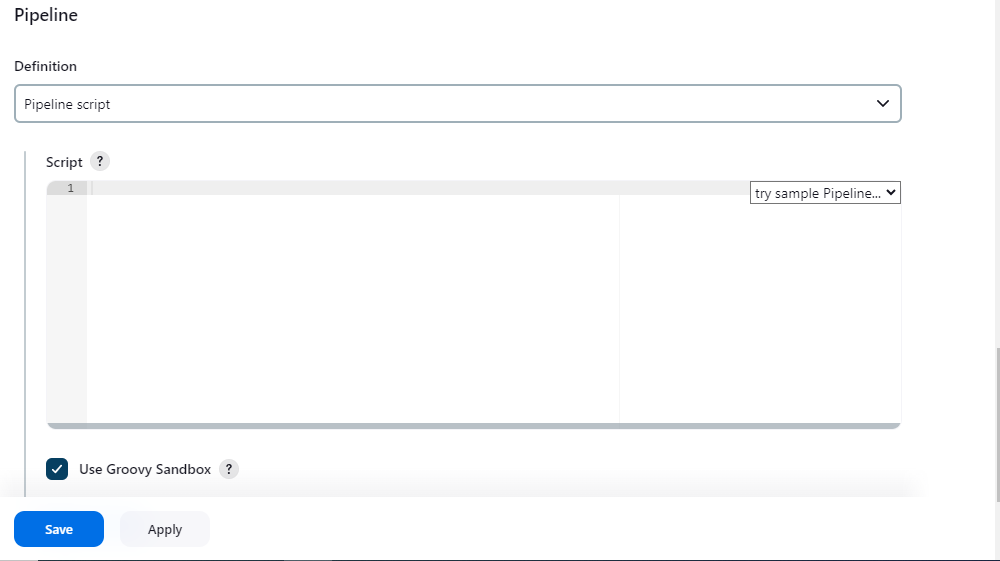 Pipeline
Definition
Pipeline script
Script ?
1
try sample Pipeline...
Use Groovy Sandbox ?
Save Apply